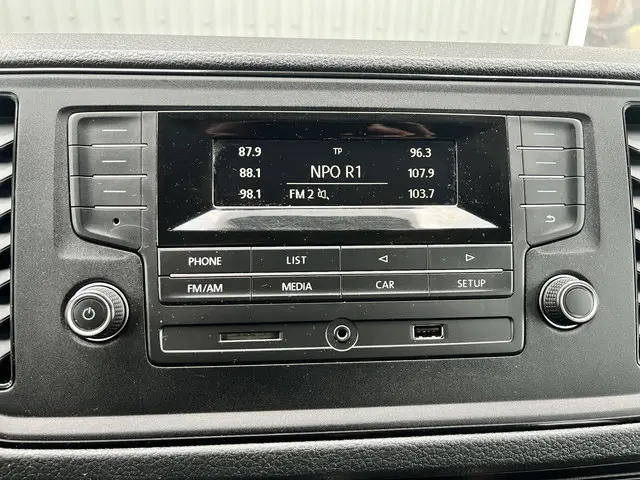 87.9 TP 96.3
88.1 NPO R1 107.9
98.1 FM 2 103.7
PHONE LIST
FM/AM MEDIA CAR SETUP